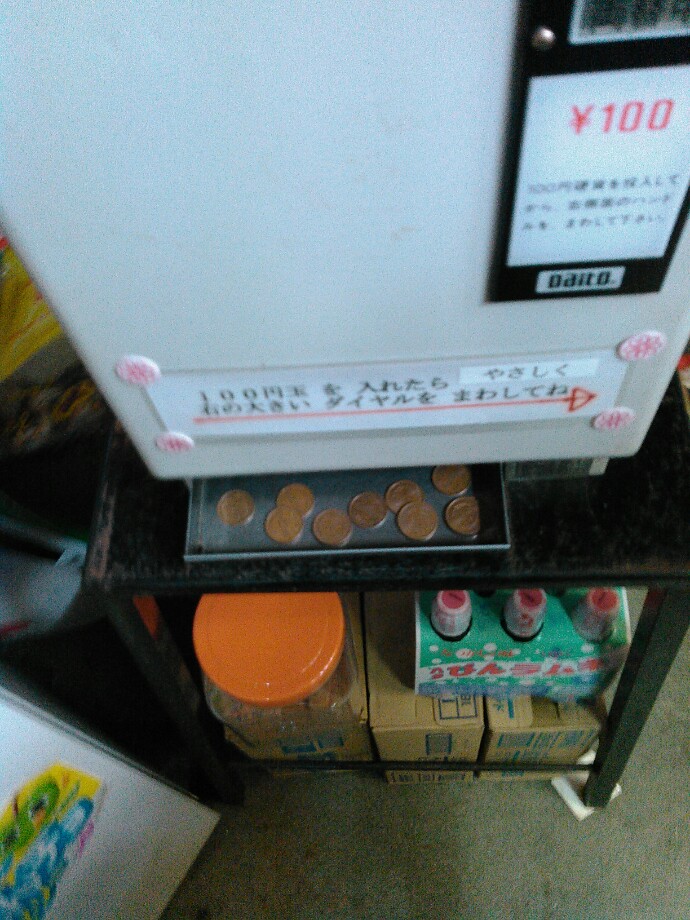 ¥100
100円硬貨を投入して
から、右側面のハンド
ルを、まわして下さい。
Daito
やさしく
100円玉 を 入れたら
右の大きい ダイヤルを まわしてね